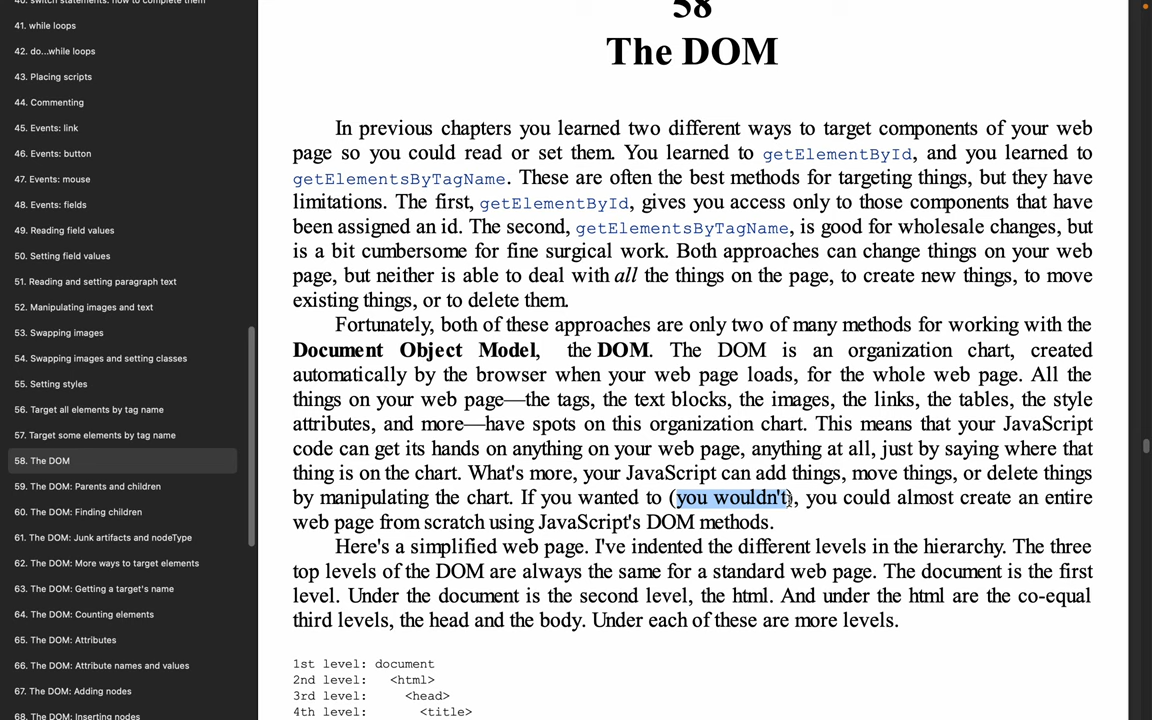 40. switch statements: how to complete them
41. while loops
42. do...while loops
43. Placing scripts
44. Commenting
45. Events: link
46. Events: button
47. Events: mouse
48. Events: fields
49. Reading field values
50. Setting field values
51. Reading and setting paragraph text
52. Manipulating images and text
53. Swapping images
54. Swapping images and setting classes
55. Setting styles
56. Target all elements by tag name
57. Target some elements by tag name
58. The DOM
59. The DOM: Parents and children
60. The DOM: Finding children
61. The DOM: Junk artifacts and nodeType
62. The DOM: More ways to target elements
63. The DOM: Getting a target's name
64. The DOM: Counting elements
65. The DOM: Attributes
66. The DOM: Attribute names and values
67. The DOM: Adding nodes
68. The DOM: Inserting nodes
58
The DOM
In previous chapters you learned two different ways to target components of your web
page so you could read or set them. You learned to getElementById, and you learned to
getElementsByTagName. These are often the best methods for targeting things, but they have
limitations. The first, getElementById, gives you access only to those components that have
been assigned an id. The second, getElementsByTagName, is good for wholesale changes, but
is a bit cumbersome for fine surgical work. Both approaches can change things on your web
page, but neither is able to deal with all the things on the page, to create new things, to move
existing things, or to delete them.
Fortunately, both of these approaches are only two of many methods for working with the
Document Object Model, the DOM. The DOM is an organization chart, created
automatically by the browser when your web page loads, for the whole web page. All the
things on your web page—the tags, the text blocks, the images, the links, the tables, the style
attributes, and more—have spots on this organization chart. This means that your JavaScript
code can get its hands on anything on your web page, anything at all, just by saying where that
thing is on the chart. What's more, your JavaScript can add things, move things, or delete things
by manipulating the chart. If you wanted to (you wouldn't), you could almost create an entire
web page from scratch using JavaScript's DOM methods.
Here's a simplified web page. I've indented the different levels in the hierarchy. The three
top levels of the DOM are always the same for a standard web page. The document is the first
level. Under the document is the second level, the html. And under the html are the co-equal
third levels, the head and the body. Under each of these are more levels.
1st level: document
2nd level: <html>
3rd level: <head>
4th level: <title>